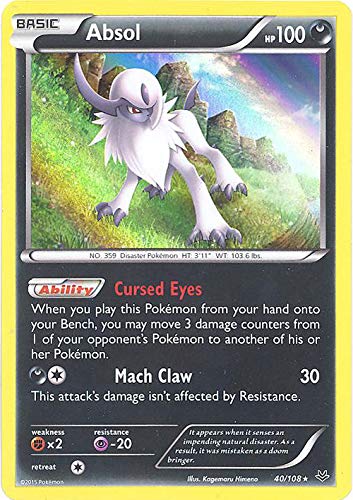 BASIC Absol HP 100
NO. 359 Disaster Pokémon HT: 3'11" WT: 103.6 lbs.
Ability Cursed Eyes
When you play this Pokémon from your hand onto
your Bench, you may move 3 damage counters from
1 of your opponent's Pokémon to another of his or
her Pokémon.
Mach Claw 30
This attack's damage isn't affected by Resistance.
weakness ×2
resistance -20
retreat
It appears when it senses an
impending natural disaster. As a
result, it was mistaken as a doom
bringer.
©2015 Pokémon
Illus. Kagemaru Himeno
40/108